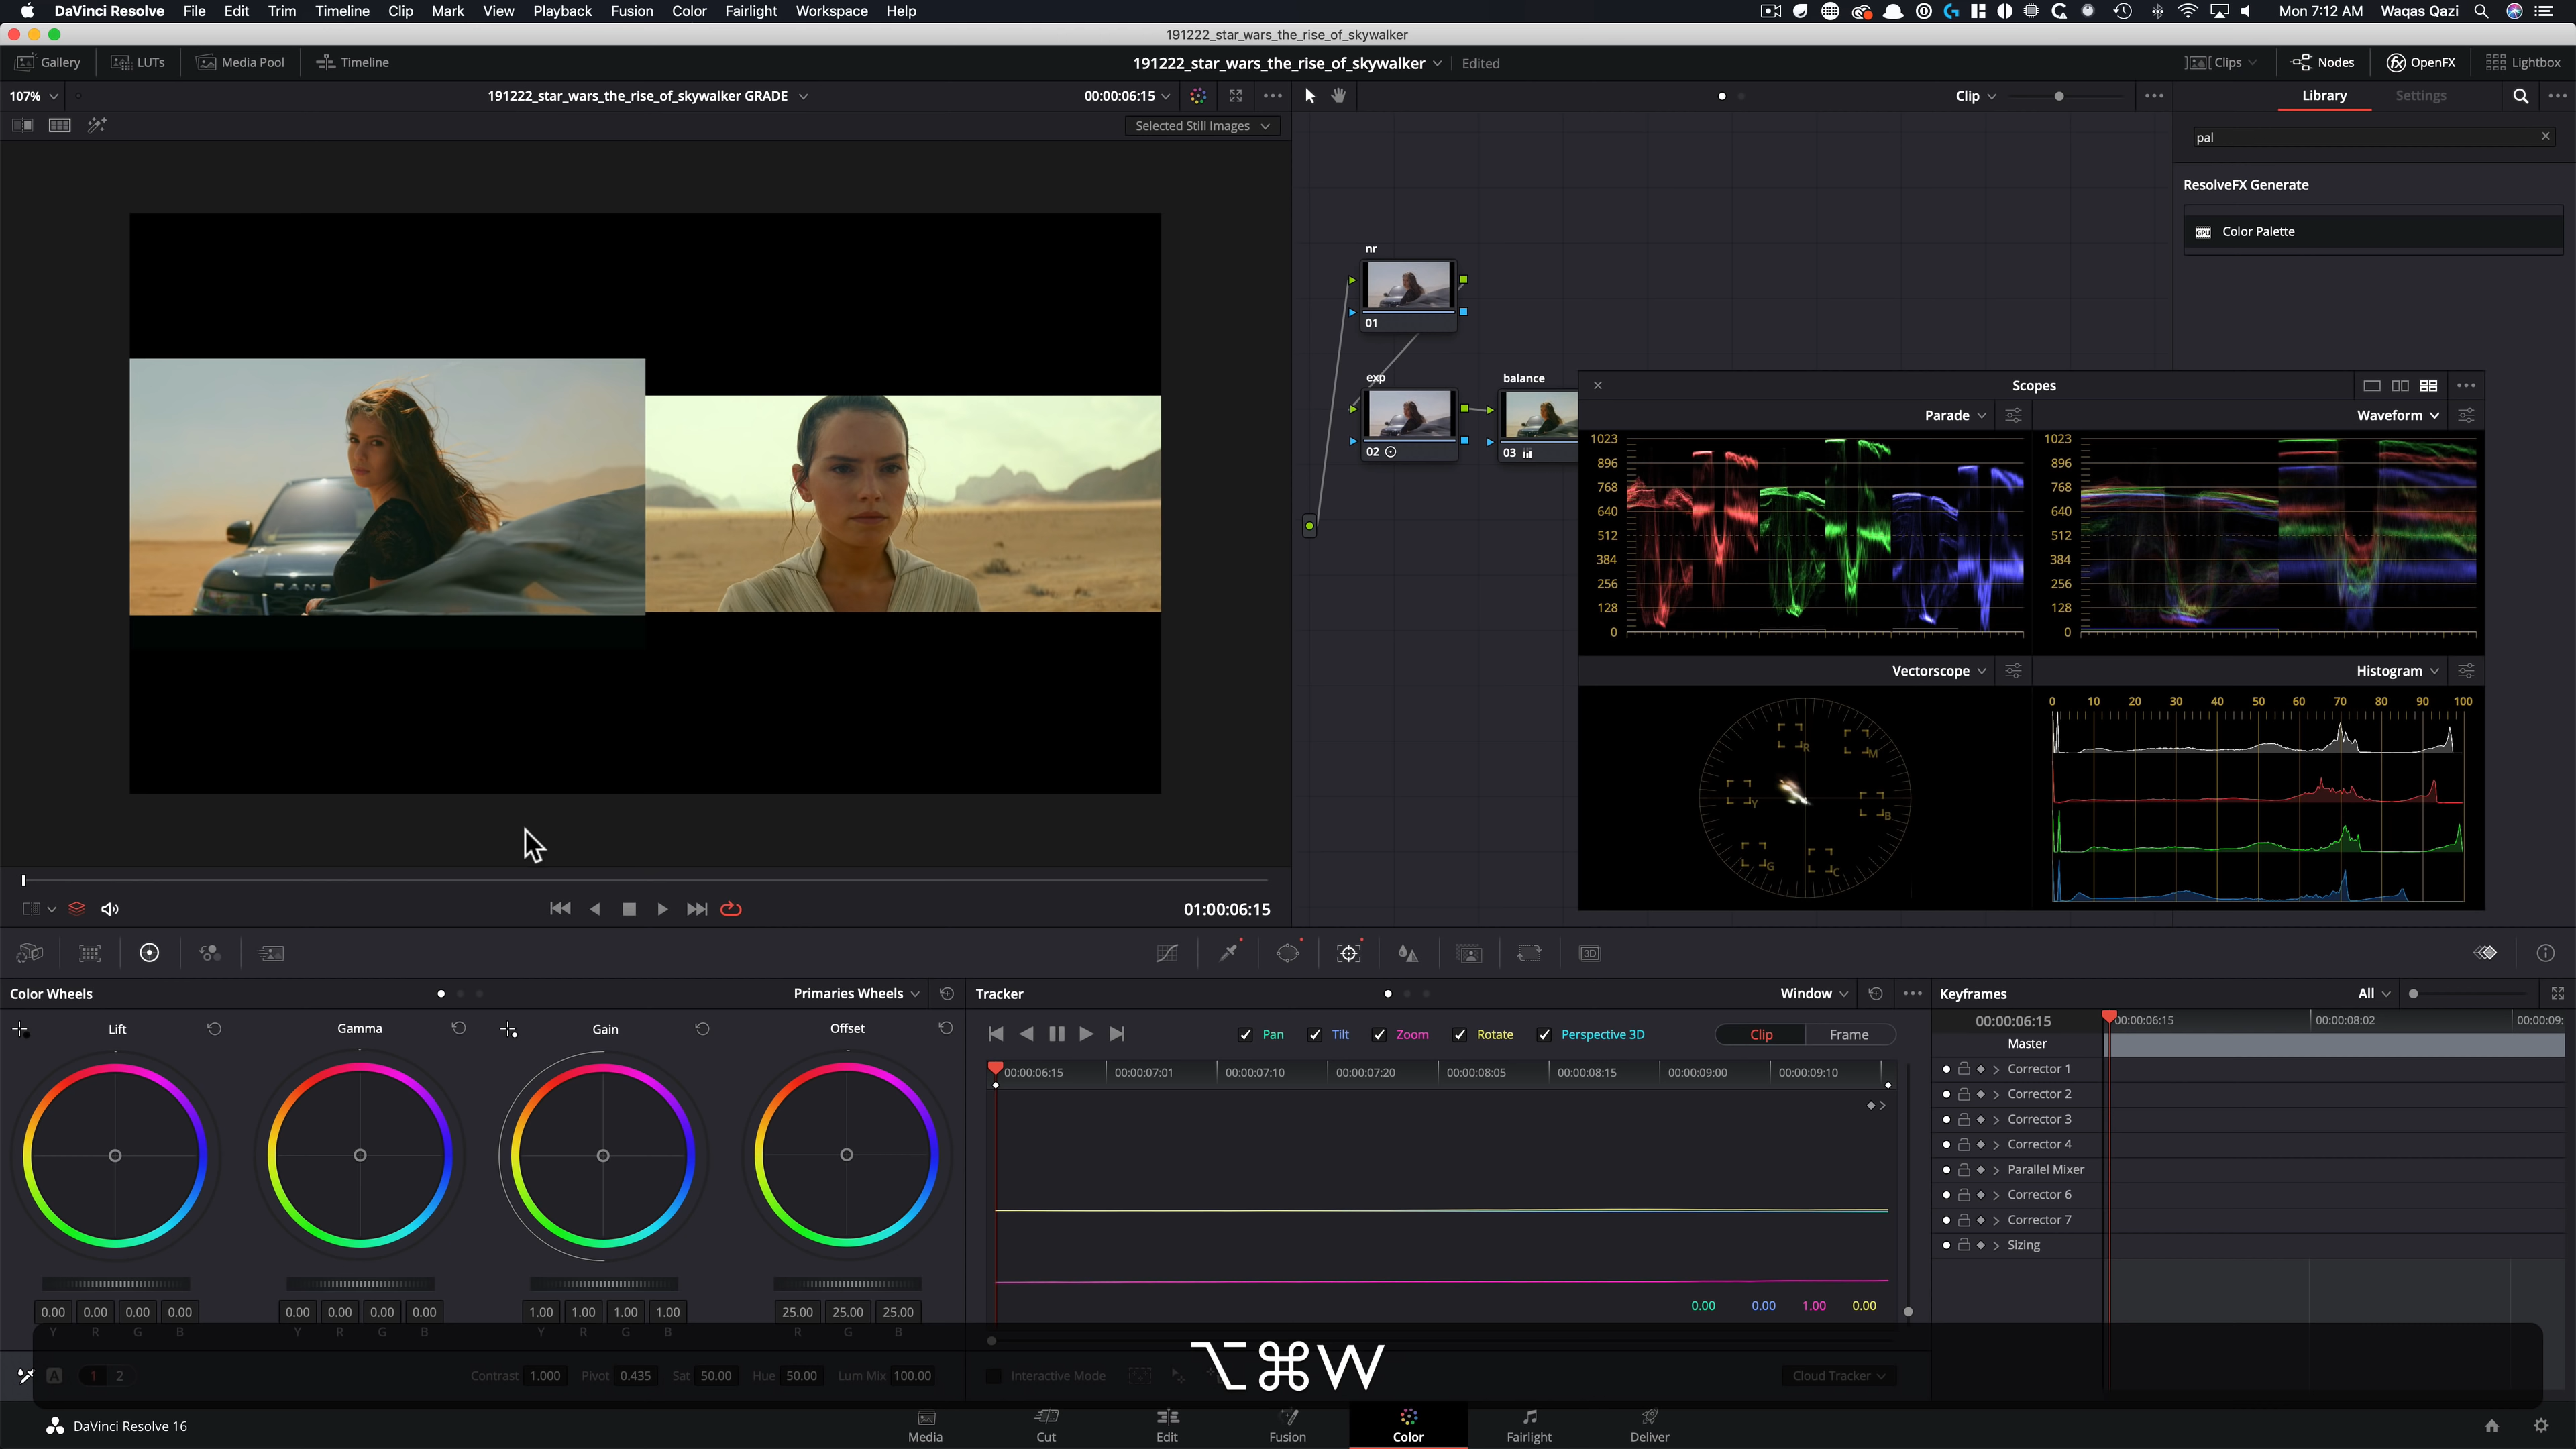 DaVinci Resolve File Edit Trim Timeline Clip Mark View Playback Fusion Color Fairlight Workspace Help Mon 7:12 AM Waqas Qazi
191222_star_wars_the_rise_of_skywalker
Gallery LUTs Media Pool Timeline 191222_star_wars_the_rise_of_skywalker Edited Clips Nodes OpenFX Lightbox
107% 191222_star_wars_the_rise_of_skywalker GRADE 00:00:06:15 Clip Library Settings
Selected Still Images
pal
ResolveFX Generate
GPU Color Palette
nr
01
exp balance
02 03
Scopes
Parade Waveform
1023 1023
896 896
768 768
640 640
512 512
384 384
256 256
128 128
0 0
Vectorscope Histogram
0 10 20 30 40 50 60 70 80 90 100
R M
Y B
G C
RANG
01:00:06:15
3D
Color Wheels Primaries Wheels Tracker Window Keyframes All
Lift Gamma Gain Offset
Pan Tilt Zoom Rotate Perspective 3D Clip Frame
00:00:06:15 00:00:06:15 00:00:08:02 00:00:09:
Master
00:00:06:15 00:00:07:01 00:00:07:10 00:00:07:20 00:00:08:05 00:00:08:15 00:00:09:00 00:00:09:10
Corrector 1
Corrector 2
Corrector 3
Corrector 4
Parallel Mixer
Corrector 6
Corrector 7
Sizing
0.00 0.00 0.00 0.00 0.00 0.00 0.00 0.00 1.00 1.00 1.00 1.00 25.00 25.00 25.00
0.00 0.00 1.00 0.00
Y R G B Y R G B Y R G B R G B
A 1 2 Contrast 1.000 Pivot 0.435 Sat 50.00 Hue 50.00 Lum Mix 100.00 Interactive Mode Cloud Tracker
⌥⌘W
DaVinci Resolve 16 Media Cut Edit Fusion Color Fairlight Deliver